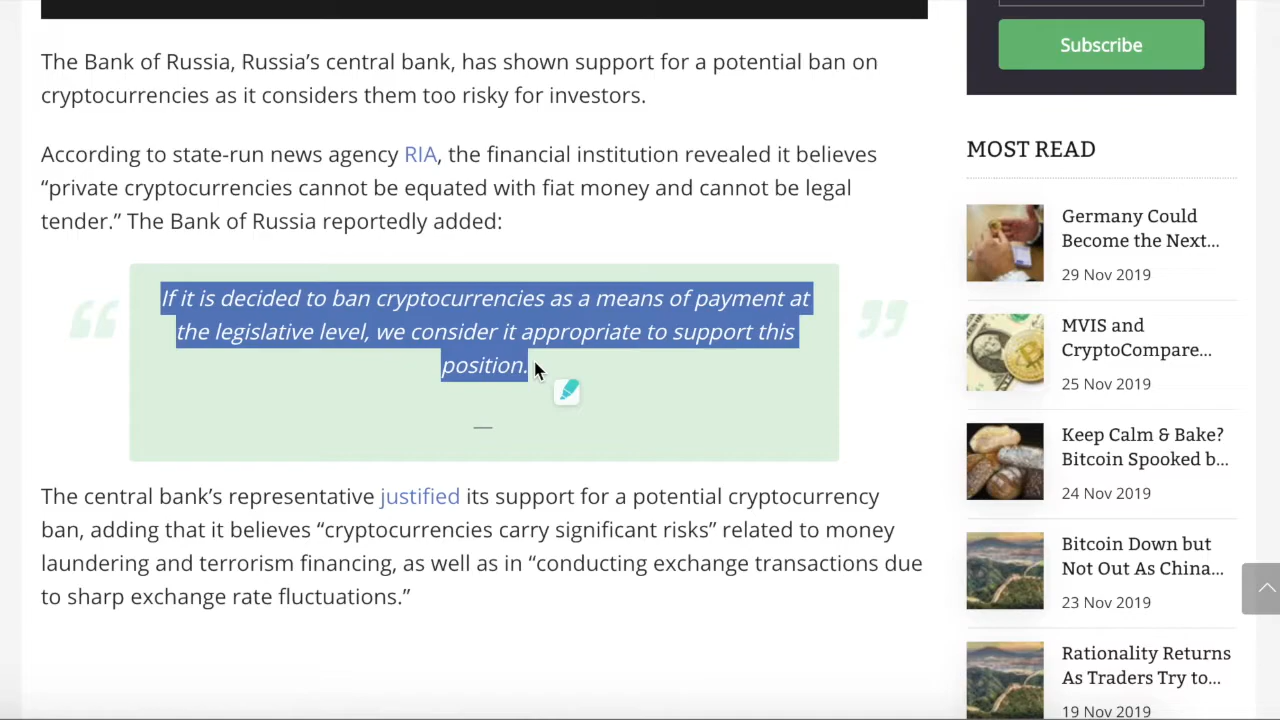 The Bank of Russia, Russia’s central bank, has shown support for a potential ban on
cryptocurrencies as it considers them too risky for investors.
According to state-run news agency RIA, the financial institution revealed it believes
“private cryptocurrencies cannot be equated with fiat money and cannot be legal
tender.” The Bank of Russia reportedly added:
“
If it is decided to ban cryptocurrencies as a means of payment at
the legislative level, we consider it appropriate to support this
position.
”
—
The central bank’s representative justified its support for a potential cryptocurrency
ban, adding that it believes “cryptocurrencies carry significant risks” related to money
laundering and terrorism financing, as well as in “conducting exchange transactions due
to sharp exchange rate fluctuations.”
Subscribe
MOST READ
Germany Could
Become the Next...
29 Nov 2019
MVIS and
CryptoCompare...
25 Nov 2019
Keep Calm & Bake?
Bitcoin Spooked b...
24 Nov 2019
Bitcoin Down but
Not Out As China...
23 Nov 2019
Rationality Returns
As Traders Try to...
19 Nov 2019